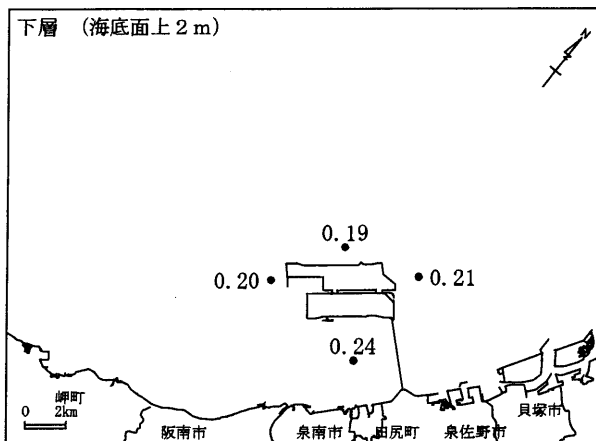 下層 (海底面上2m)
N
0.19
0.20
0.21
0.24
岬町
0 2km
阪南市
泉南市
田尻町
泉佐野市
貝塚市